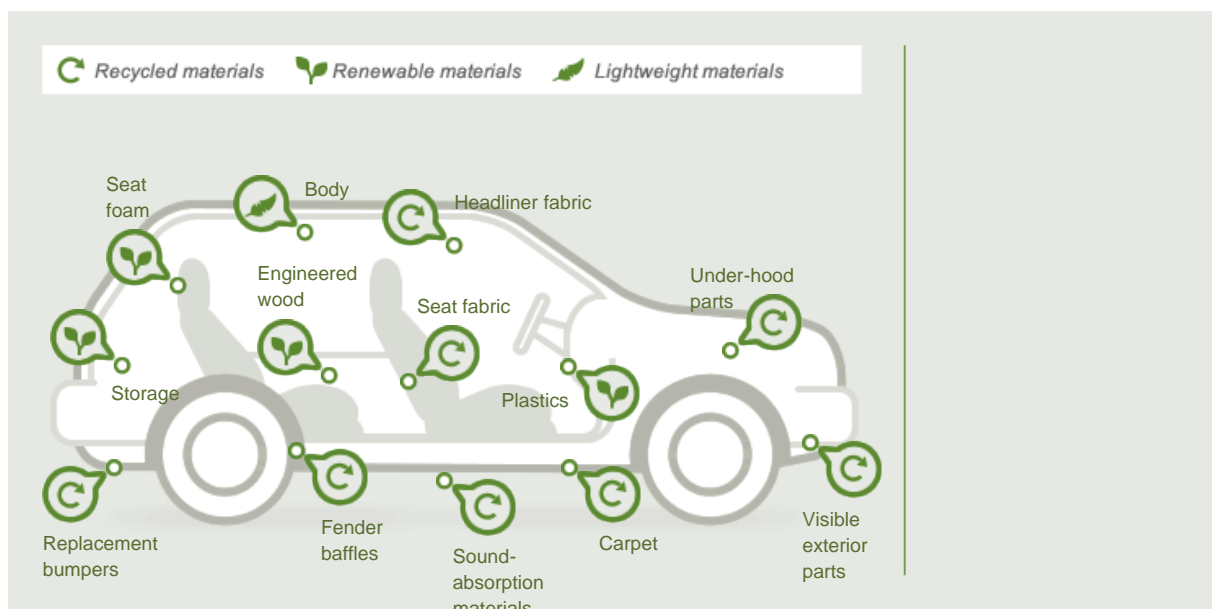 Recycled materials Renewable materials Lightweight materials
Seat
foam
Body
Headliner fabric
Engineered
wood
Seat fabric
Under-hood
parts
Storage
Plastics
Replacement
bumpers
Fender
baffles
Sound-
absorption
materials
Carpet
Visible
exterior
parts